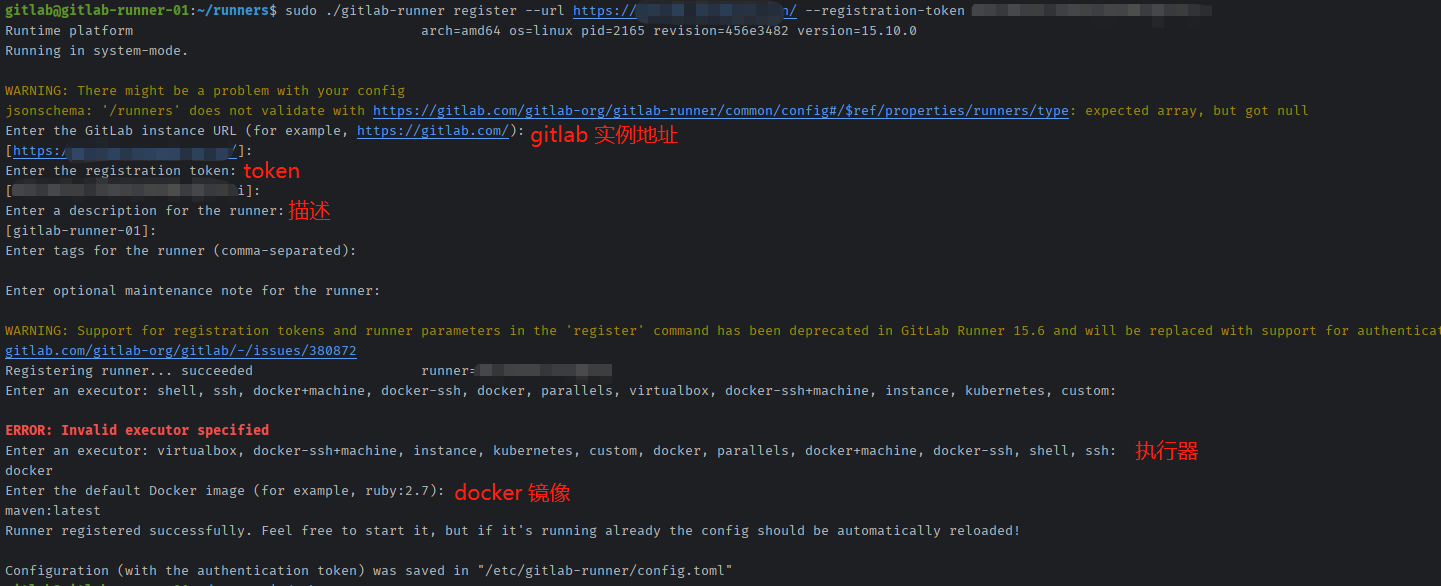 gitlab@gitlab-runner-01:~/runners$ sudo ./gitlab-runner register --url https:// n/ --registration-token
Runtime platform arch=amd64 os=linux pid=2165 revision=456e3482 version=15.10.0
Running in system-mode.
WARNING: There might be a problem with your config
jsonschema: '/runners' does not validate with https://gitlab.com/gitlab-org/gitlab-runner/common/config#/$ref/properties/runners/type: expected array, but got null
Enter the GitLab instance URL (for example, https://gitlab.com/): gitlab 实例地址
[https:/ /]:
Enter the registration token: token
[ i]:
Enter a description for the runner: 描述
[gitlab-runner-01]:
Enter tags for the runner (comma-separated):
Enter optional maintenance note for the runner:
WARNING: Support for registration tokens and runner parameters in the 'register' command has been deprecated in GitLab Runner 15.6 and will be replaced with support for authenticat
gitlab.com/gitlab-org/gitlab/-/issues/380872
Registering runner... succeeded runner=
Enter an executor: shell, ssh, docker+machine, docker-ssh, docker, parallels, virtualbox, docker-ssh+machine, instance, kubernetes, custom:
ERROR: Invalid executor specified
Enter an executor: virtualbox, docker-ssh+machine, instance, kubernetes, custom, docker, parallels, docker+machine, docker-ssh, shell, ssh: 执行器
docker
Enter the default Docker image (for example, ruby:2.7): docker 镜像
maven:latest
Runner registered successfully. Feel free to start it, but if it's running already the config should be automatically reloaded!
Configuration (with the authentication token) was saved in "/etc/gitlab-runner/config.toml"